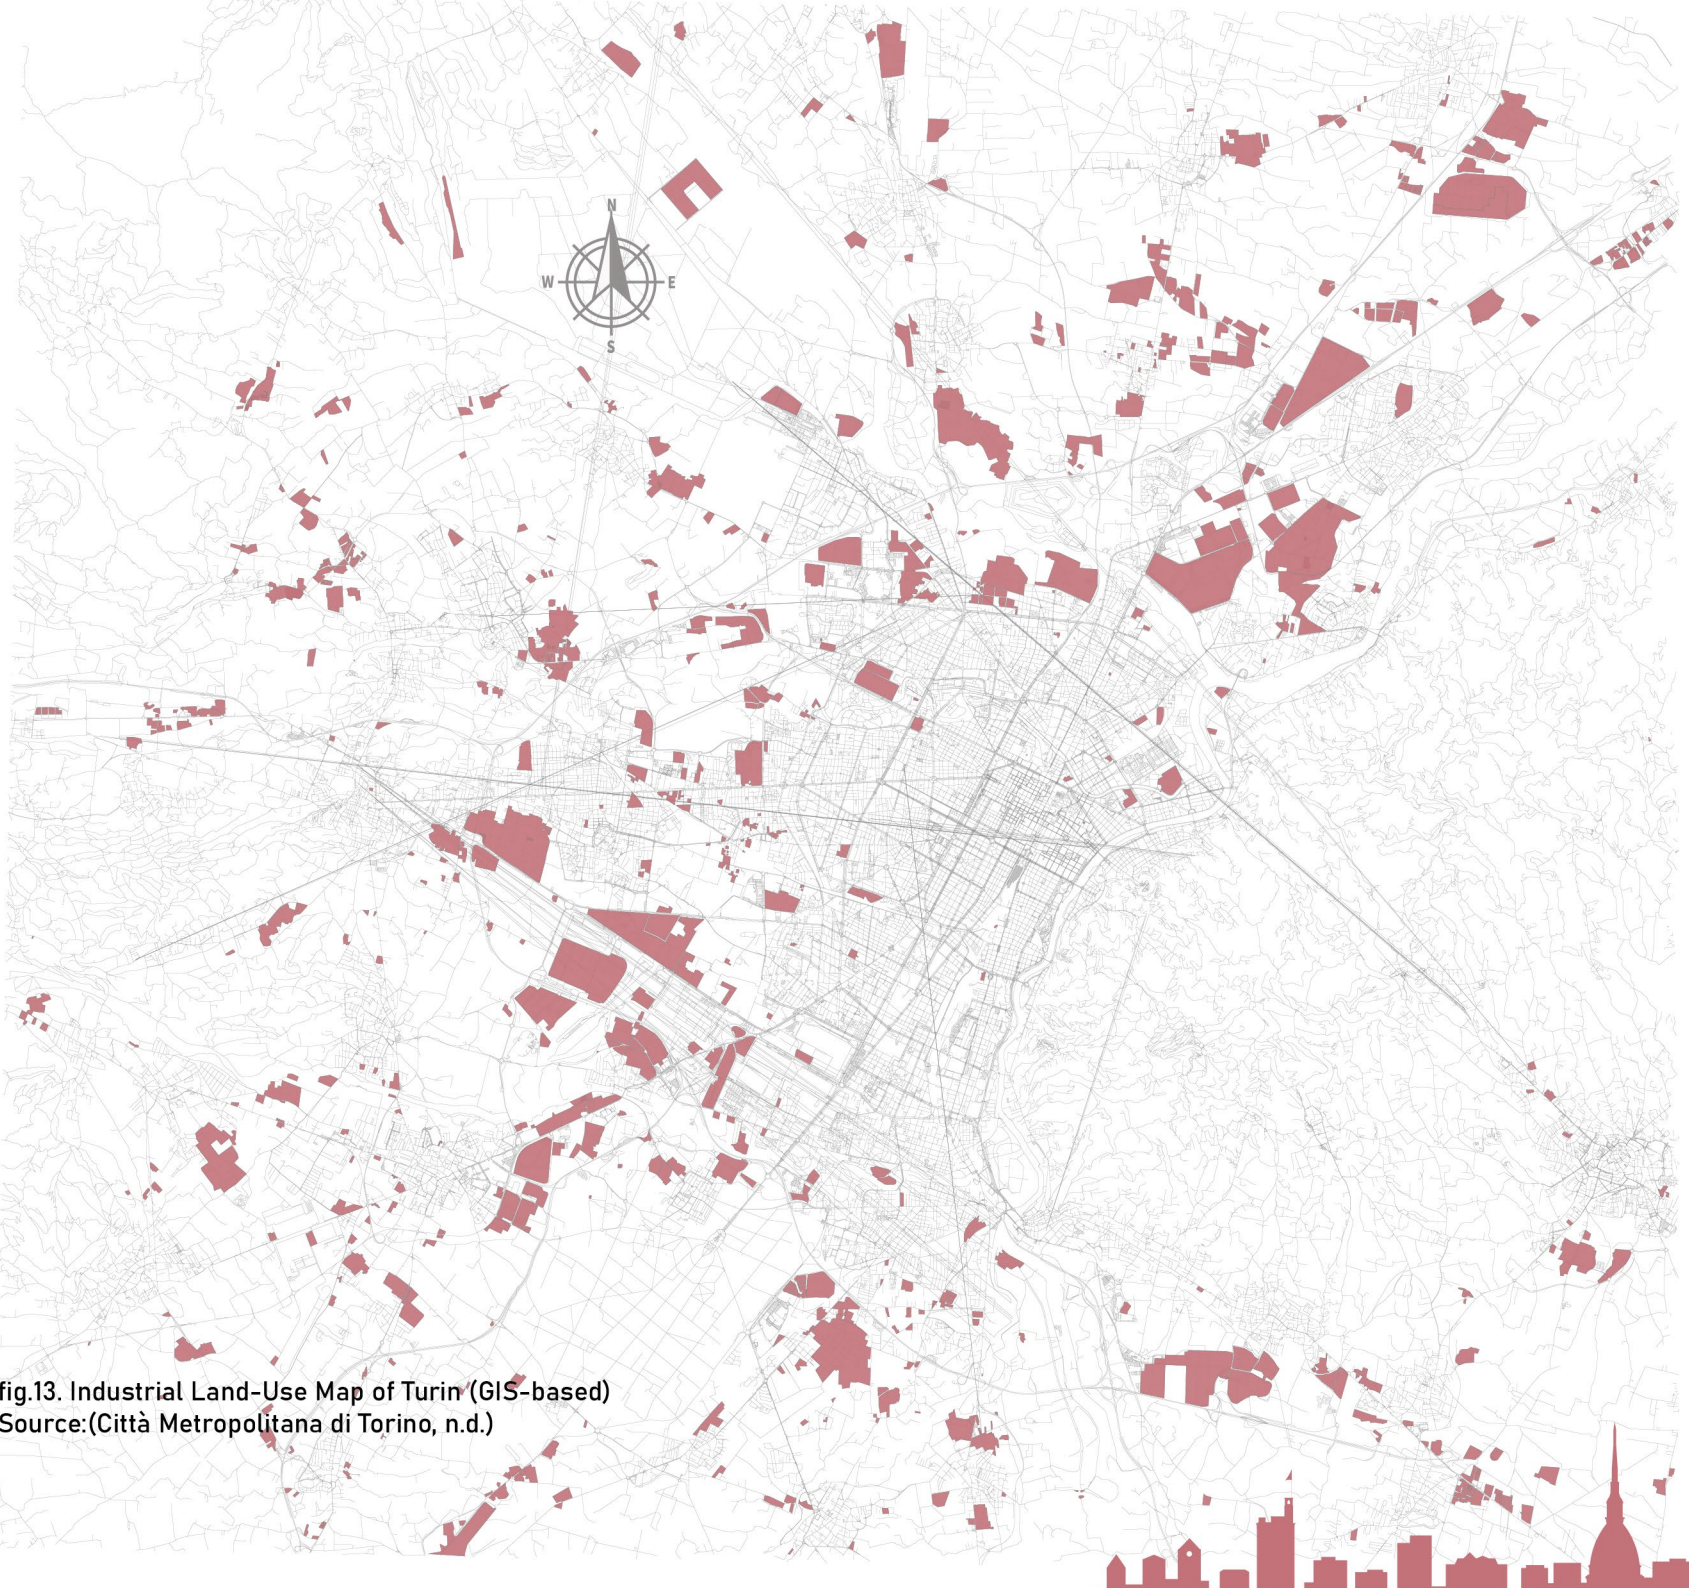 N
W E
S
fig.13. Industrial Land-Use Map of Turin (GIS-based)
Source:(Città Metropolitana di Torino, n.d.)